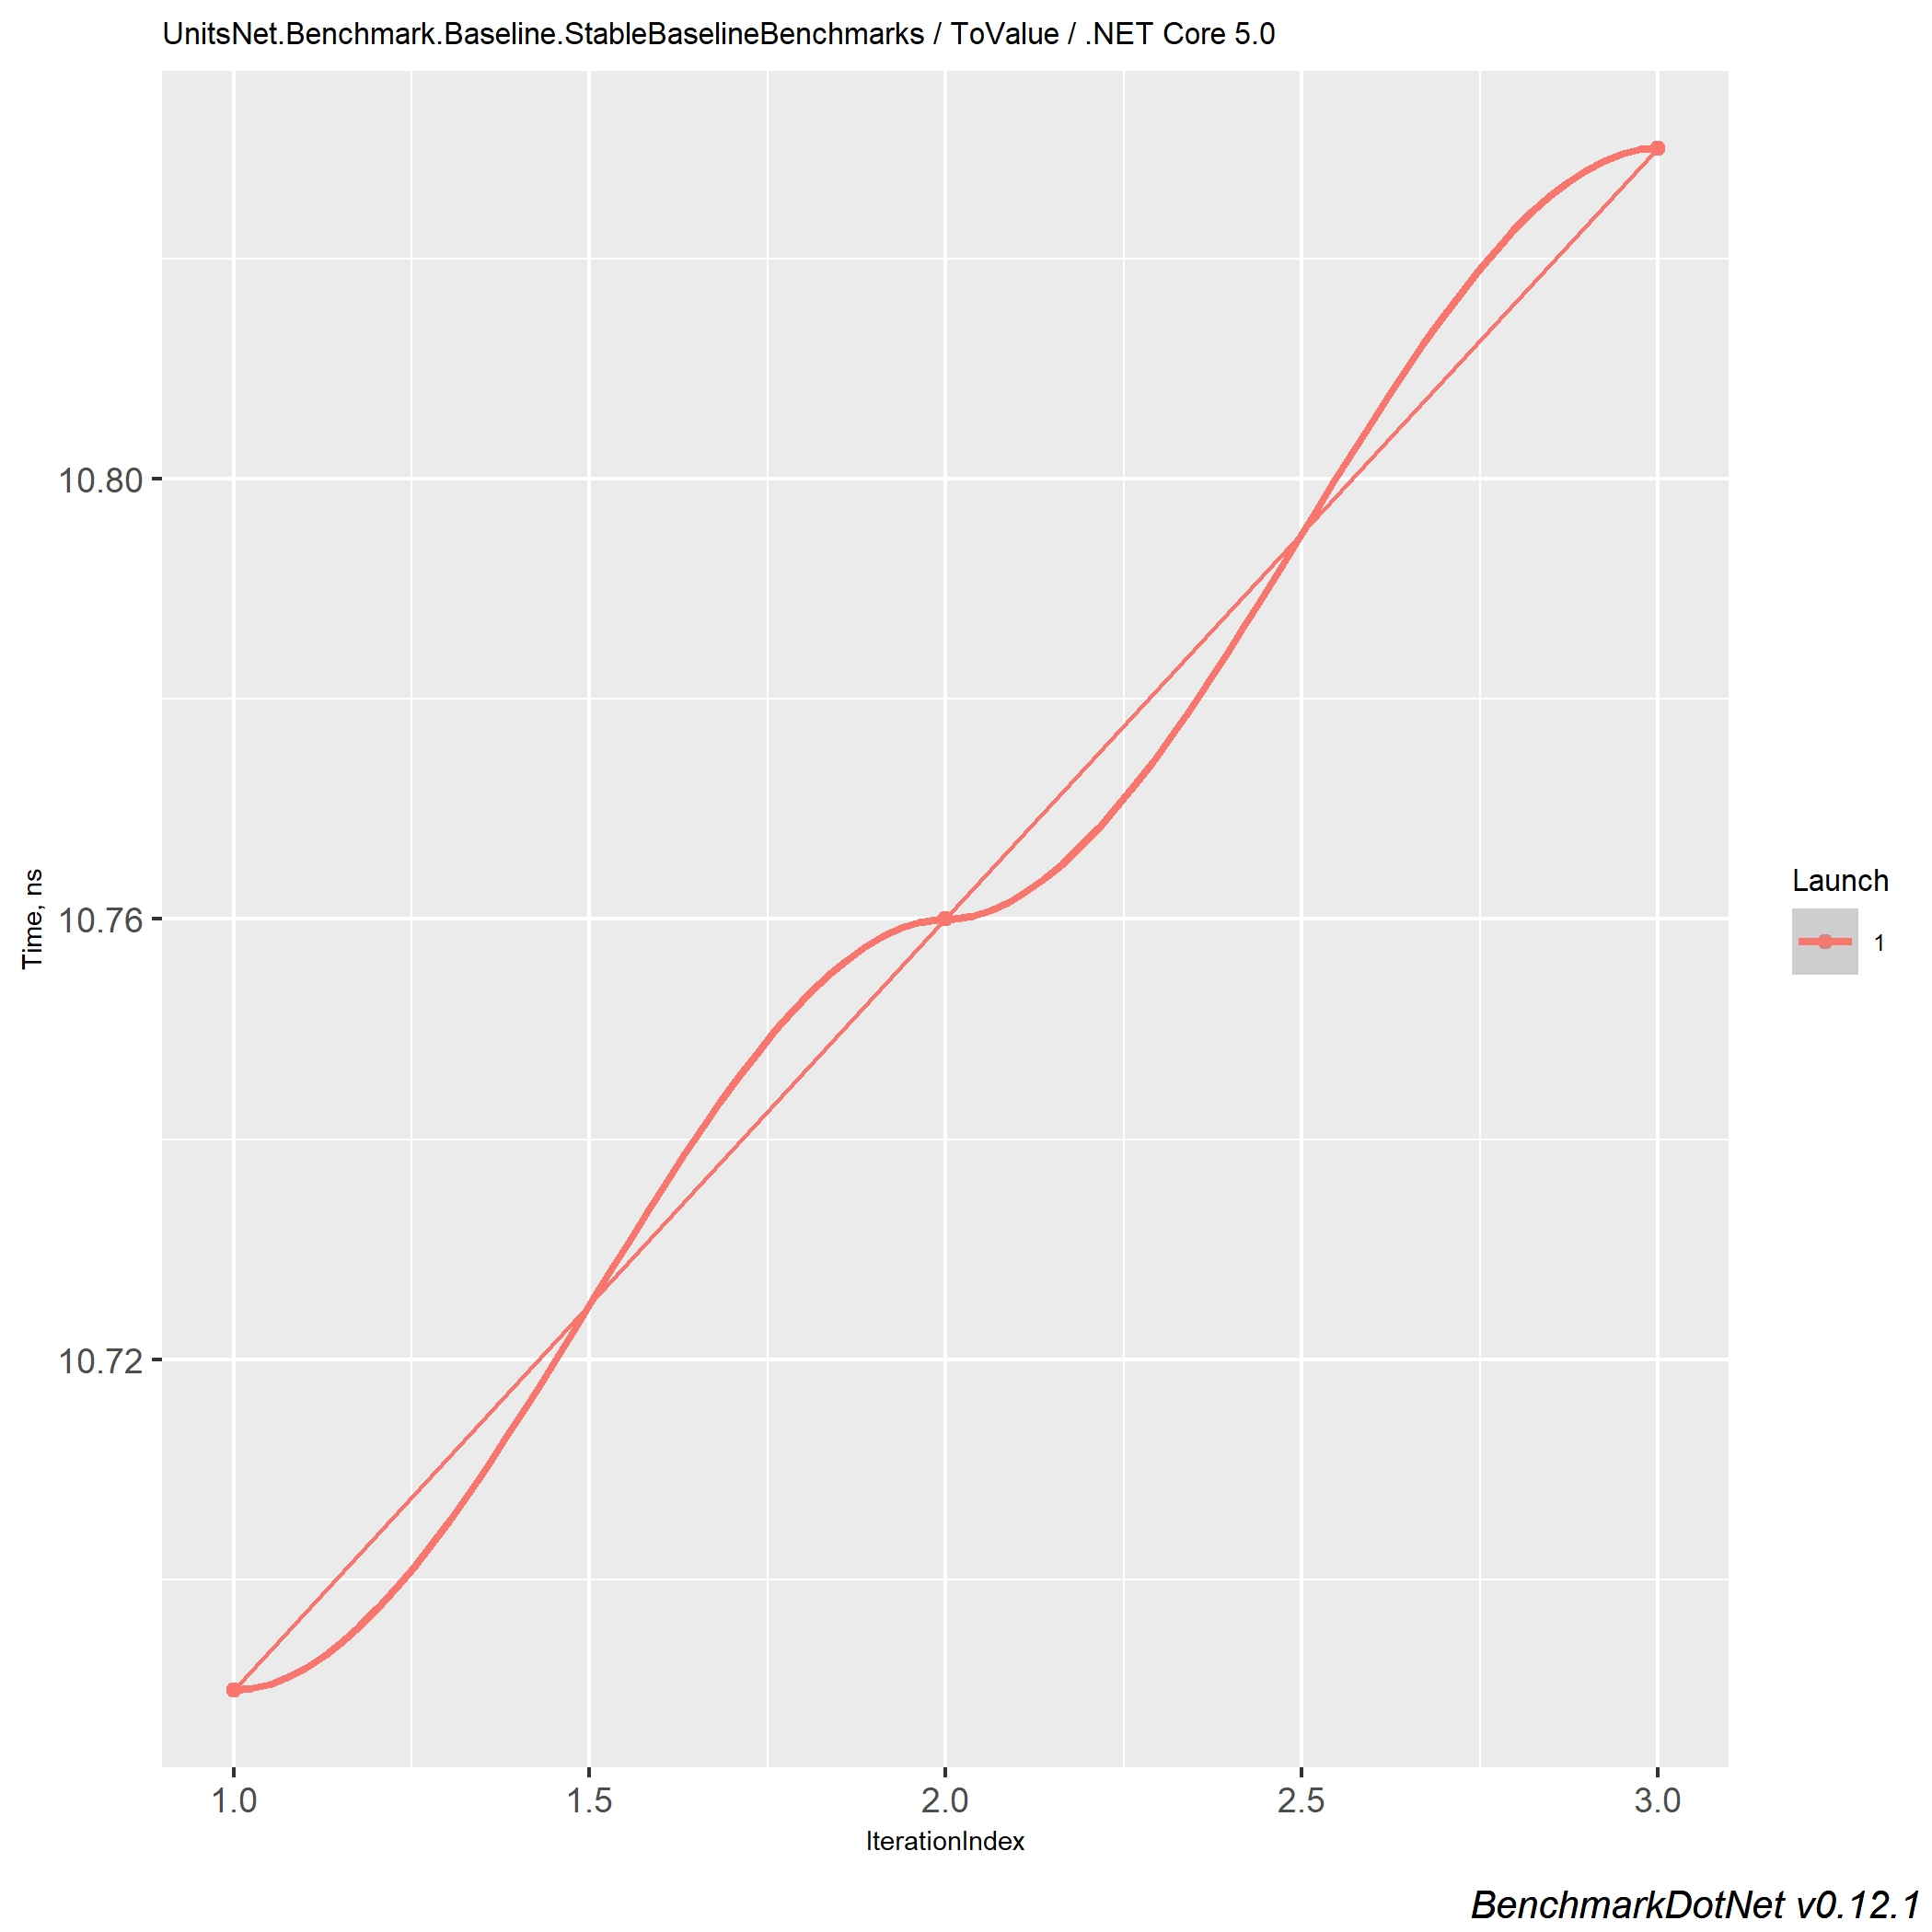 UnitsNet.Benchmark.Baseline.StableBaselineBenchmarks / ToValue / .NET Core 5.0
Time, ns
10.80
10.76
10.72
1.0 1.5 2.0 2.5 3.0
IterationIndex
Launch
1
BenchmarkDotNet v0.12.1